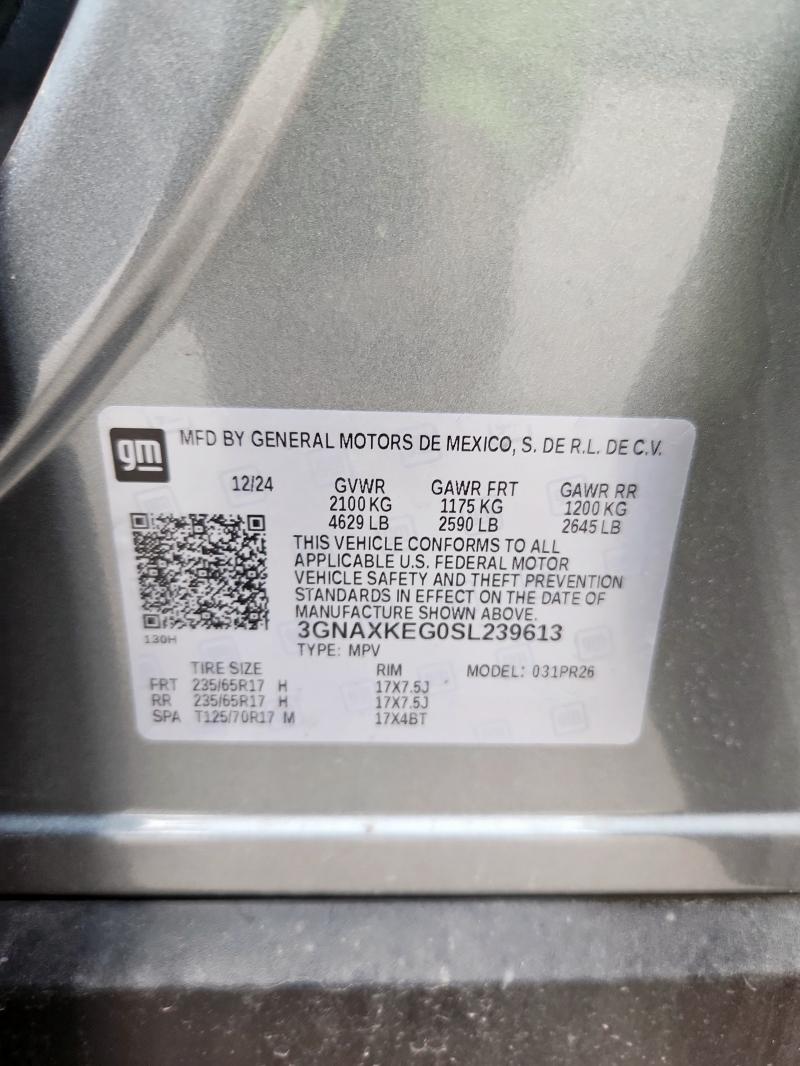 gm
MFD BY GENERAL MOTORS DE MEXICO, S. DE R.L. DE C.V.
12/24 GVWR GAWR FRT GAWR RR
2100 KG 1175 KG 1200 KG
4629 LB 2590 LB 2645 LB
THIS VEHICLE CONFORMS TO ALL
APPLICABLE U.S. FEDERAL MOTOR
VEHICLE SAFETY AND THEFT PREVENTION
STANDARDS IN EFFECT ON THE DATE OF
MANUFACTURE SHOWN ABOVE.
3GNAXKEG0SL239613
130H
TYPE: MPV
TIRE SIZE RIM MODEL: 031PR26
FRT 235/65R17 H 17X7.5J
RR 235/65R17 H 17X7.5J
SPA T125/70R17 M 17X4BT